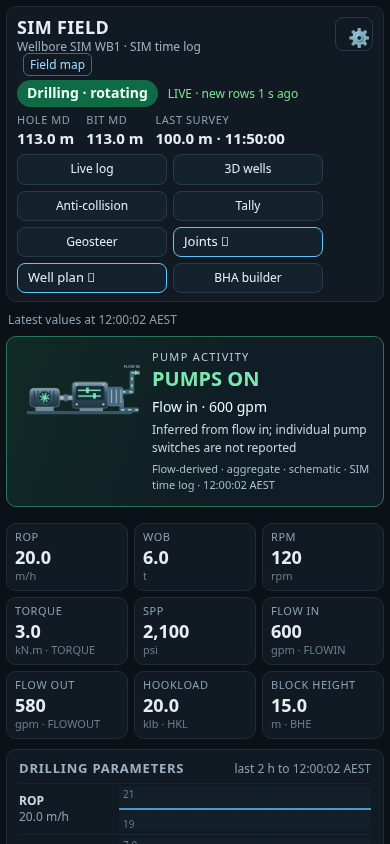 SIM FIELD
Wellbore SIM WB1 · SIM time log
Field map
Drilling · rotating
LIVE · new rows 1 s ago
HOLE MD BIT MD LAST SURVEY
113.0 m 113.0 m 100.0 m · 11:50:00
Live log
3D wells
Anti-collision
Tally
Geosteer
Joints
Well plan
BHA builder
Latest values at 12:00:02 AEST
FLOW IN
PUMP ACTIVITY
PUMPS ON
Flow in · 600 gpm
Inferred from flow in; individual pump
switches are not reported
Flow-derived · aggregate · schematic · SIM
time log · 12:00:02 AEST
ROP
20.0
m/h
WOB
6.0
t
RPM
120
rpm
TORQUE
3.0
kN.m · TORQUE
SPP
2,100
psi
FLOW IN
600
gpm · FLOWIN
FLOW OUT
580
gpm · FLOWOUT
HOOKLOAD
20.0
klb · HKL
BLOCK HEIGHT
15.0
m · BHE
DRILLING PARAMETERS
last 2 h to 12:00:02 AEST
ROP
20.0 m/h
21
19